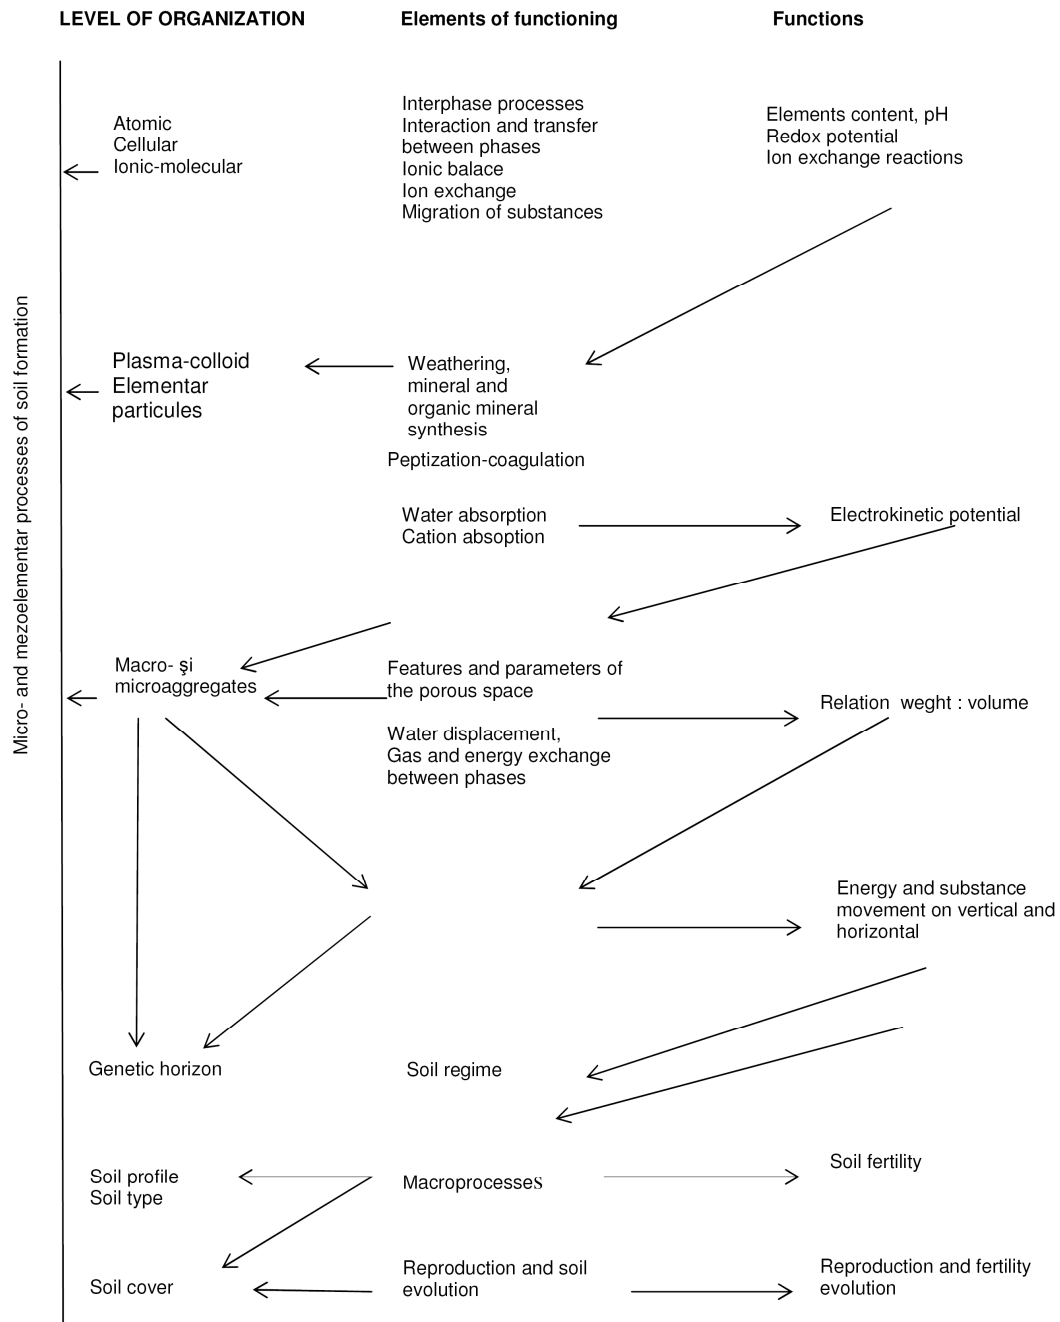 LEVEL OF ORGANIZATION
Elements of functioning
Functions
Micro- and mezoelementar processes of soil formation
Atomic
Cellular
Ionic-molecular
Interphase processes
Interaction and transfer
between phases
Ionic balace
Ion exchange
Migration of substances
Elements content, pH
Redox potential
Ion exchange reactions
Plasma-colloid
Elementar
particules
Weathering,
mineral and
organic mineral
synthesis
Peptization-coagulation
Water absorption
Cation absoption
Electrokinetic potential
Macro- şi
microaggregates
Features and parameters of
the porous space
Water displacement,
Gas and energy exchange
between phases
Relation weght : volume
Energy and substance
movement on vertical and
horizontal
Genetic horizon
Soil regime
Soil profile
Soil type
Macroprocesses
Soil fertility
Soil cover
Reproduction and soil
evolution
Reproduction and fertility
evolution